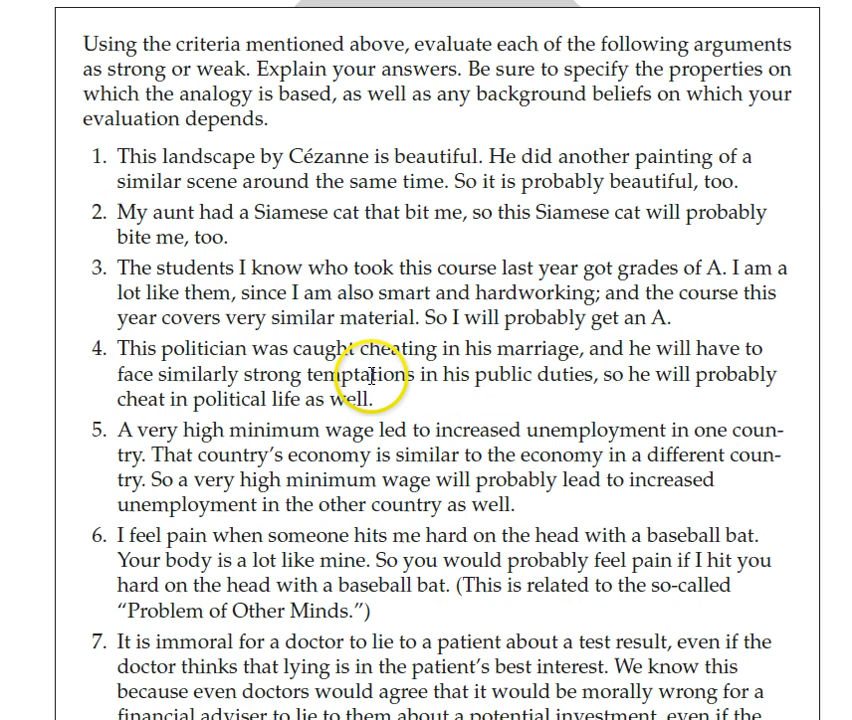 Using the criteria mentioned above, evaluate each of the following arguments
as strong or weak. Explain your answers. Be sure to specify the properties on
which the analogy is based, as well as any background beliefs on which your
evaluation depends.
1. This landscape by Cézanne is beautiful. He did another painting of a
similar scene around the same time. So it is probably beautiful, too.
2. My aunt had a Siamese cat that bit me, so this Siamese cat will probably
bite me, too.
3. The students I know who took this course last year got grades of A. I am a
lot like them, since I am also smart and hardworking; and the course this
year covers very similar material. So I will probably get an A.
4. This politician was caught cheating in his marriage, and he will have to
face similarly strong temptations in his public duties, so he will probably
cheat in political life as well.
5. A very high minimum wage led to increased unemployment in one coun-
try. That country's economy is similar to the economy in a different coun-
try. So a very high minimum wage will probably lead to increased
unemployment in the other country as well.
6. I feel pain when someone hits me hard on the head with a baseball bat.
Your body is a lot like mine. So you would probably feel pain if I hit you
hard on the head with a baseball bat. (This is related to the so-called
“Problem of Other Minds.”)
7. It is immoral for a doctor to lie to a patient about a test result, even if the
doctor thinks that lying is in the patient's best interest. We know this
because even doctors would agree that it would be morally wrong for a
financial adviser to lie to them about a potential investment, even if the